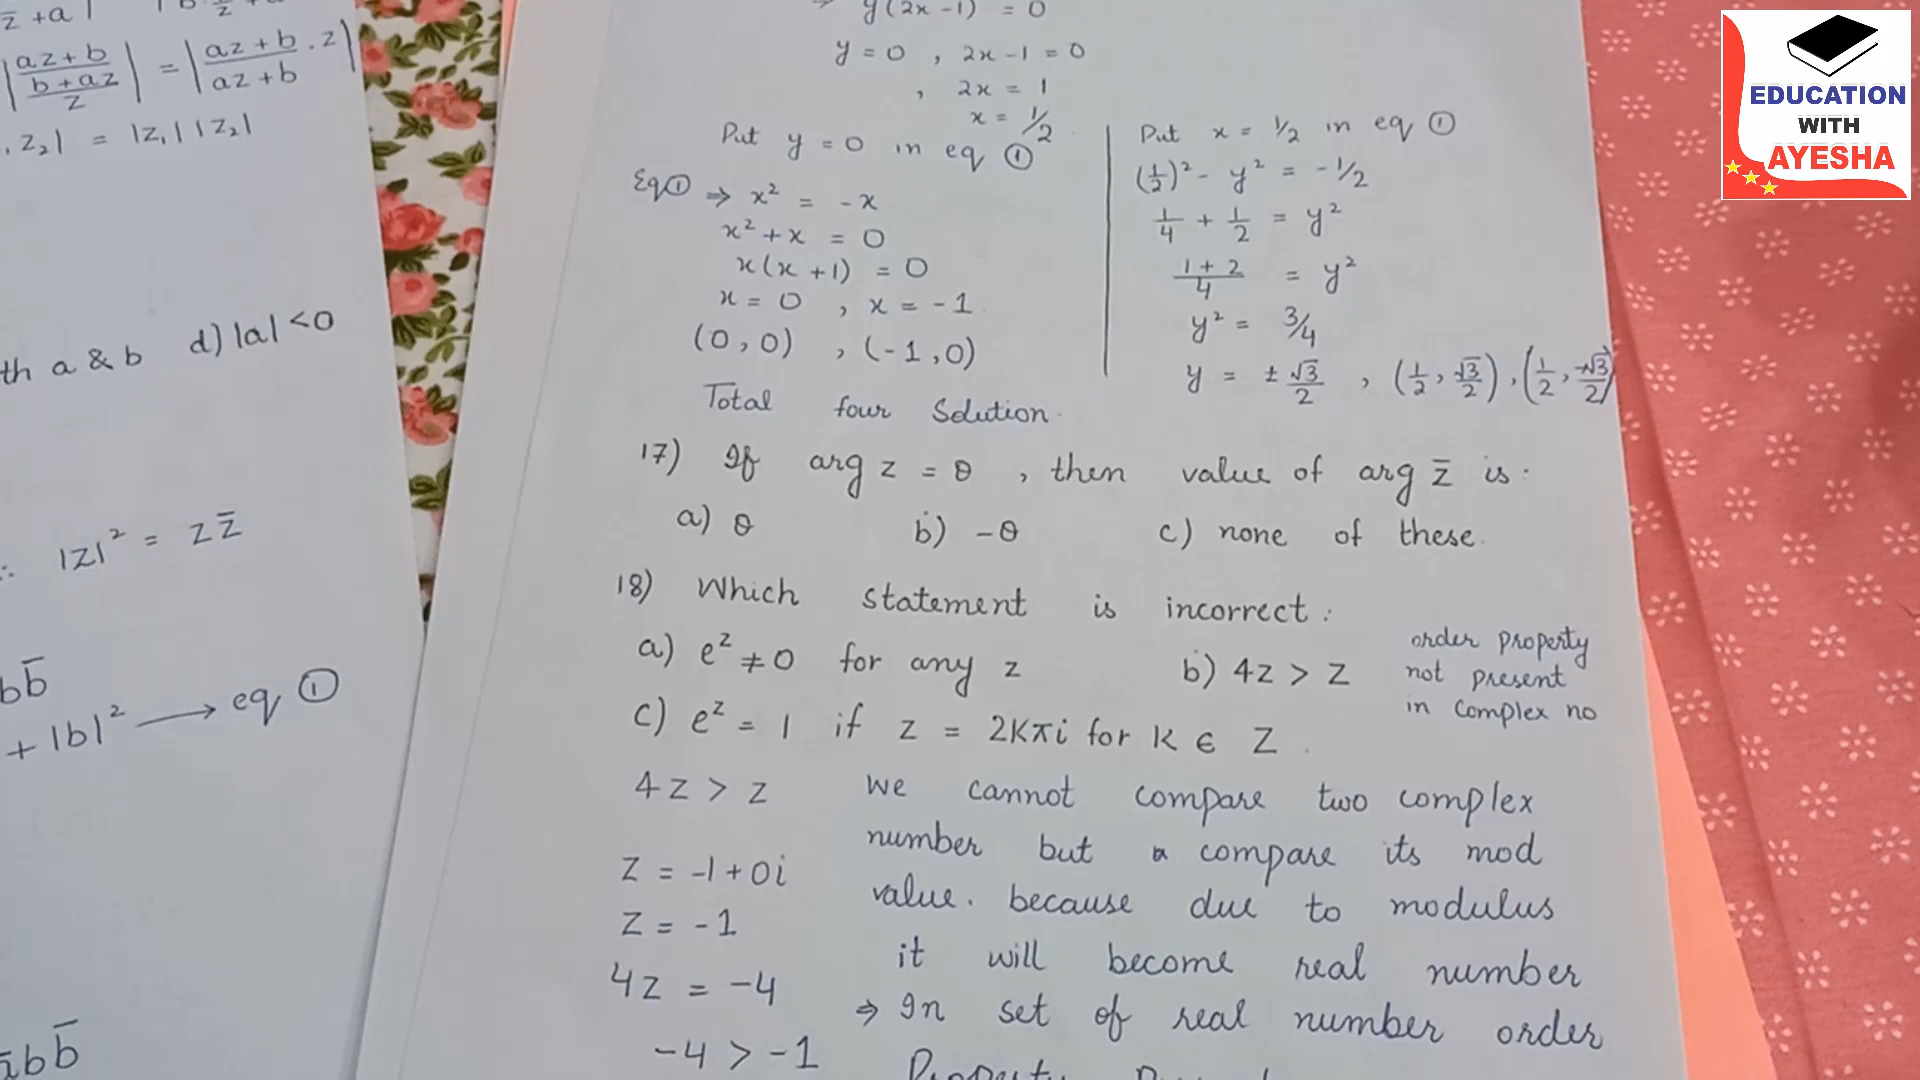 z̄ + a
|az + b / (b + az)/z| = |az + b / az + b . z|
, z₂| = |z₁| |z₂|
th a & b d) |a| < 0
∴ |z|² = z z̄
b b̄
+ |b|² ⟶ eq ①
ā b b̄
⇒ y(2x - 1) = 0
y = 0 , 2x - 1 = 0
, 2x = 1
x = 1/2
Put y = 0 in eq ①
Eq① ⇒ x² = -x
x² + x = 0
x(x + 1) = 0
x = 0 , x = -1
(0, 0) , (-1, 0)
Total four Solution
Put x = 1/2 in eq ①
(1/2)² - y² = -1/2
1/4 + 1/2 = y²
1 + 2 / 4 = y²
y² = 3/4
y = ± √3/2 , (1/2, √3/2), (1/2, -√3/2)
17) If arg z = θ , then value of arg z̄ is :
a) θ b) -θ c) none of these.
18) Which statement is incorrect :
a) e^z ≠ 0 for any z b) 4z > z
order property
not present
in complex no
c) e^z = 1 if z = 2Kπi for K ∈ Z .
4z > z
z = -1 + 0i
z = -1
4z = -4
-4 > -1
We cannot compare two complex
number but compare its mod
value. because due to modulus
it will become real number
⇒ In set of real number order
EDUCATION
WITH
AYESHA